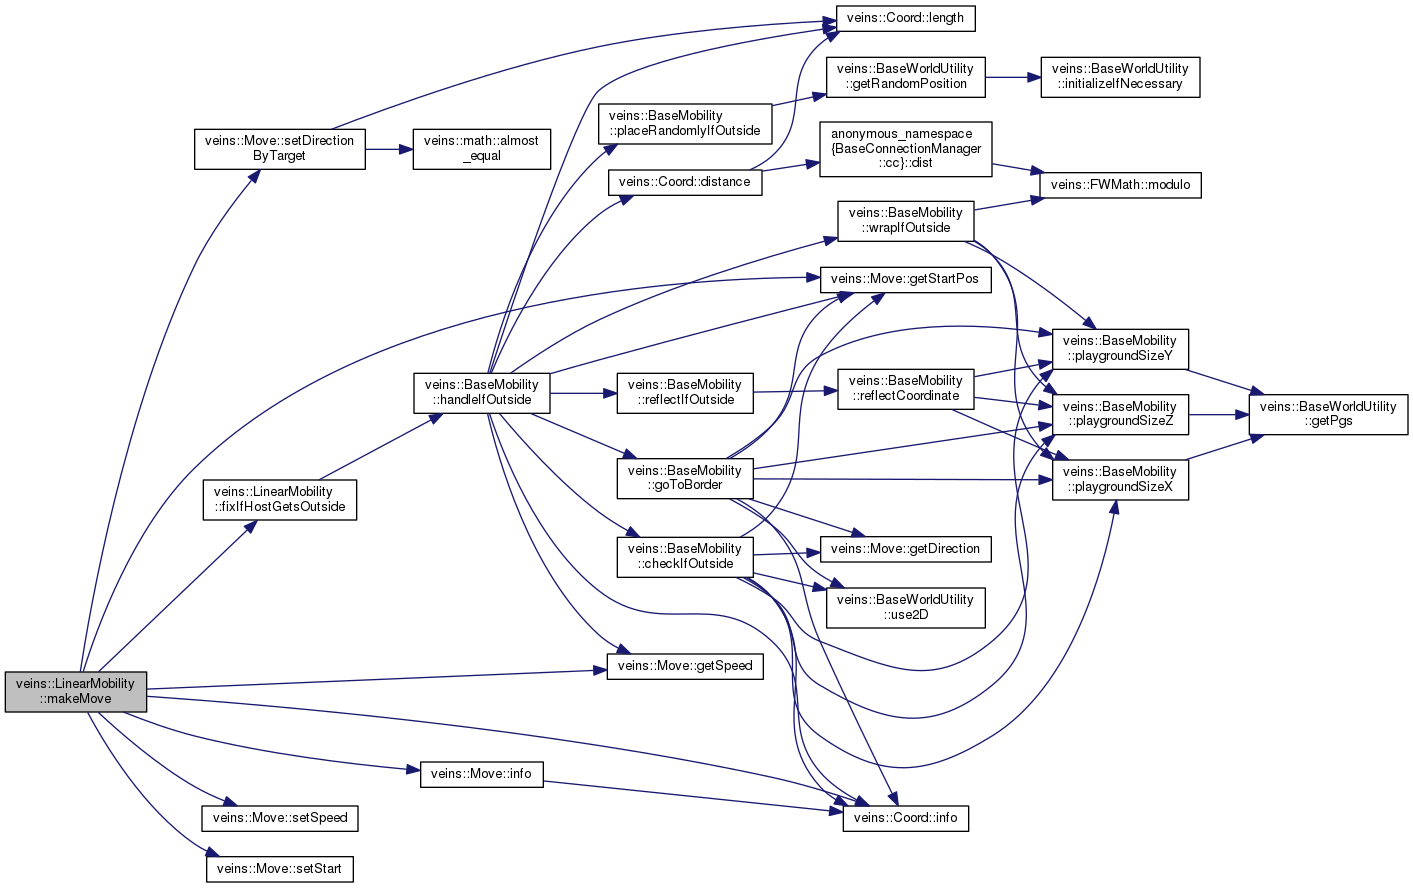 veins::Coord::length
veins::BaseWorldUtility
::getRandomPosition
veins::BaseWorldUtility
::initializeIfNecessary
veins::BaseMobility
::placeRandomlyIfOutside
veins::Move::setDirection
ByTarget
veins::math::almost
_equal
anonymous_namespace
{BaseConnectionManager
::cc}::dist
veins::Coord::distance
veins::FWMath::modulo
veins::BaseMobility
::wrapIfOutside
veins::Move::getStartPos
veins::BaseMobility
::playgroundSizeY
veins::BaseMobility
::handleIfOutside
veins::BaseMobility
::reflectIfOutside
veins::BaseMobility
::reflectCoordinate
veins::BaseMobility
::playgroundSizeZ
veins::BaseWorldUtility
::getPgs
veins::BaseMobility
::goToBorder
veins::BaseMobility
::playgroundSizeX
veins::LinearMobility
::fixIfHostGetsOutside
veins::BaseMobility
::checkIfOutside
veins::Move::getDirection
veins::BaseWorldUtility
::use2D
veins::Move::getSpeed
veins::LinearMobility
::makeMove
veins::Move::info
veins::Move::setSpeed
veins::Coord::info
veins::Move::setStart